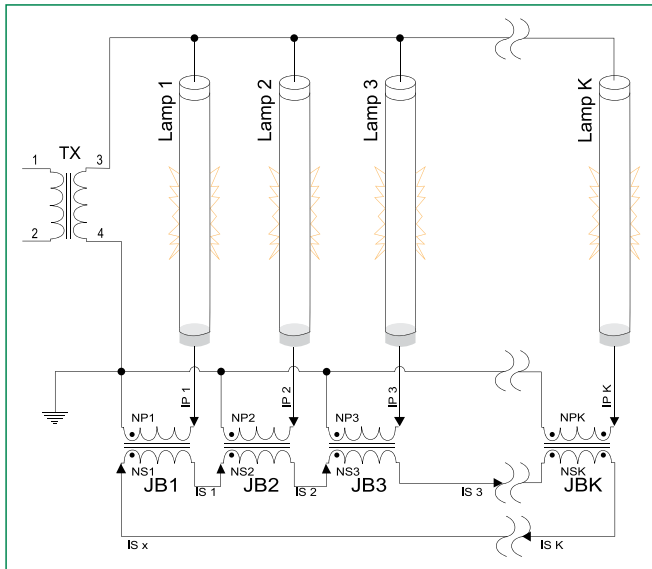 Lamp 1
Lamp 2
Lamp 3
Lamp K
TX
1
3
2
4
IP 1
IP 2
IP 3
IP K
NP1
NP2
NP3
NPK
NS1
NS2
NS3
NSK
JB1
JB2
JB3
JBK
IS 1
IS 2
IS 3
IS x
IS K